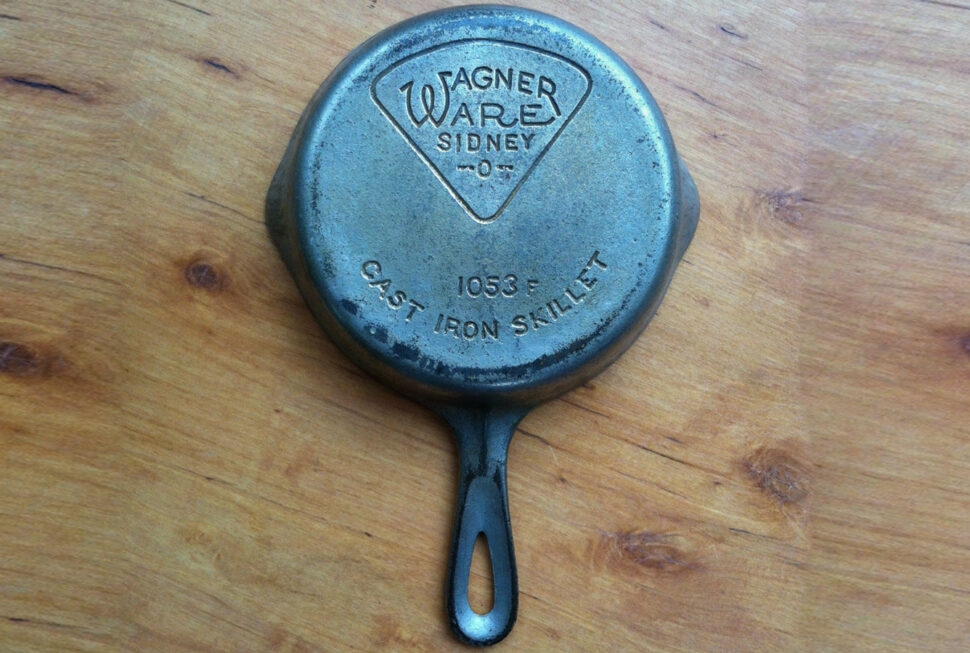 WAGNER
WARE
SIDNEY
-O-
1053 F
CAST IRON SKILLET